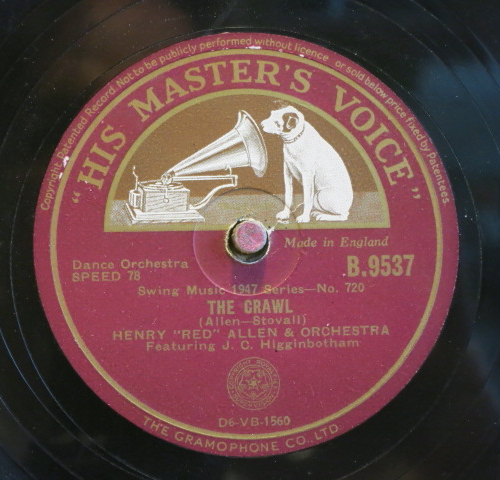 Copyright. Patented Record. Not to be publicly performed without licence or sold below price fixed by Patentees.
"HIS MASTER'S VOICE"
Made in England
Dance Orchestra
SPEED 78
B.9537
Swing Music 1947 Series—No. 720
THE CRAWL
(Allen—Stovall)
HENRY "RED" ALLEN & ORCHESTRA
Featuring J. C. Higginbotham
D6-VB-1560
THE GRAMOPHONE CO., LTD.